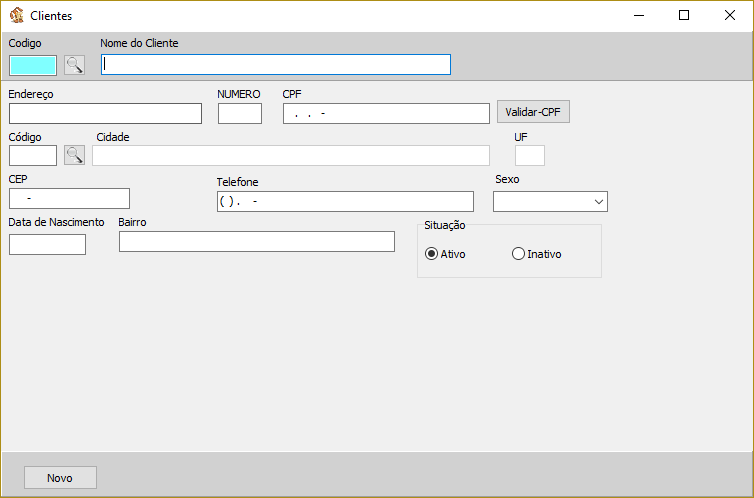 Clientes
Codigo Nome do Cliente
Endereço NUMERO CPF
. . - Validar-CPF
Código Cidade UF
CEP Telefone Sexo
- ( ). -
Data de Nascimento Bairro Situação
Ativo Inativo
Novo